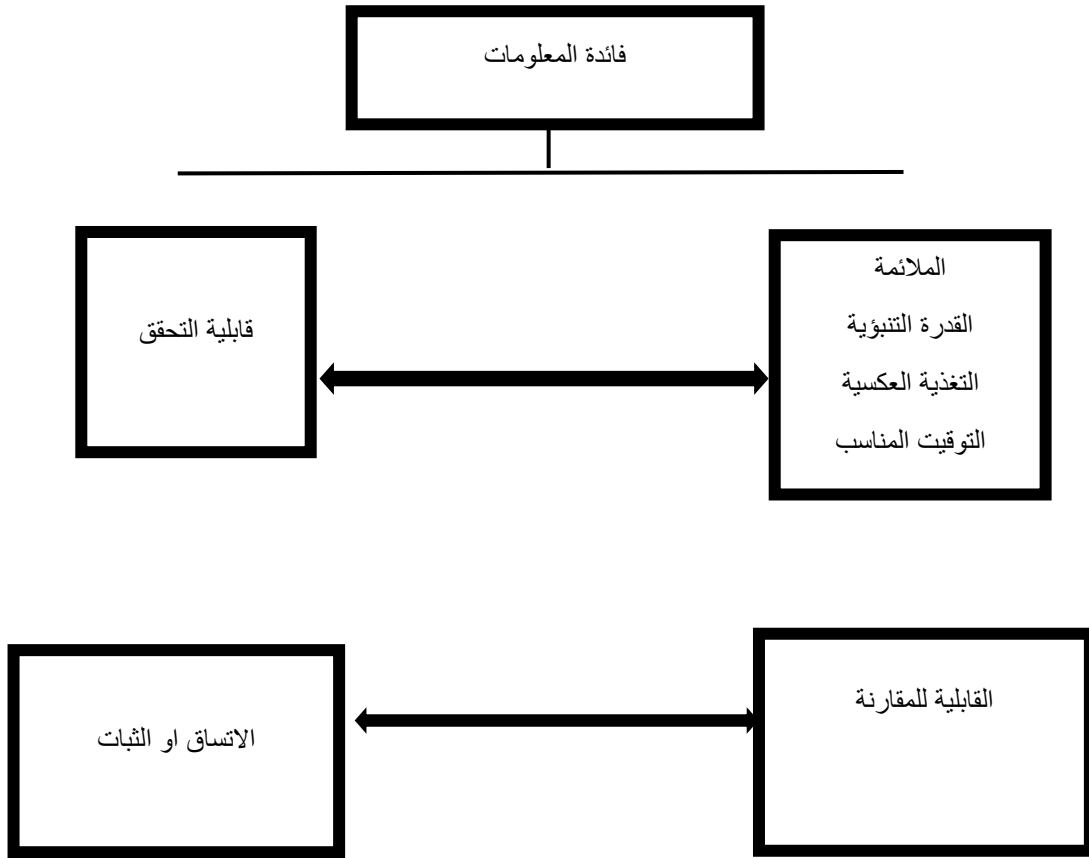 فائدة المعلومات
الملائمة
القدرة التنبؤية
التغذية العكسية
التوقيت المناسب
قابلية التحقق
القابلية للمقارنة
الاتساق او الثبات